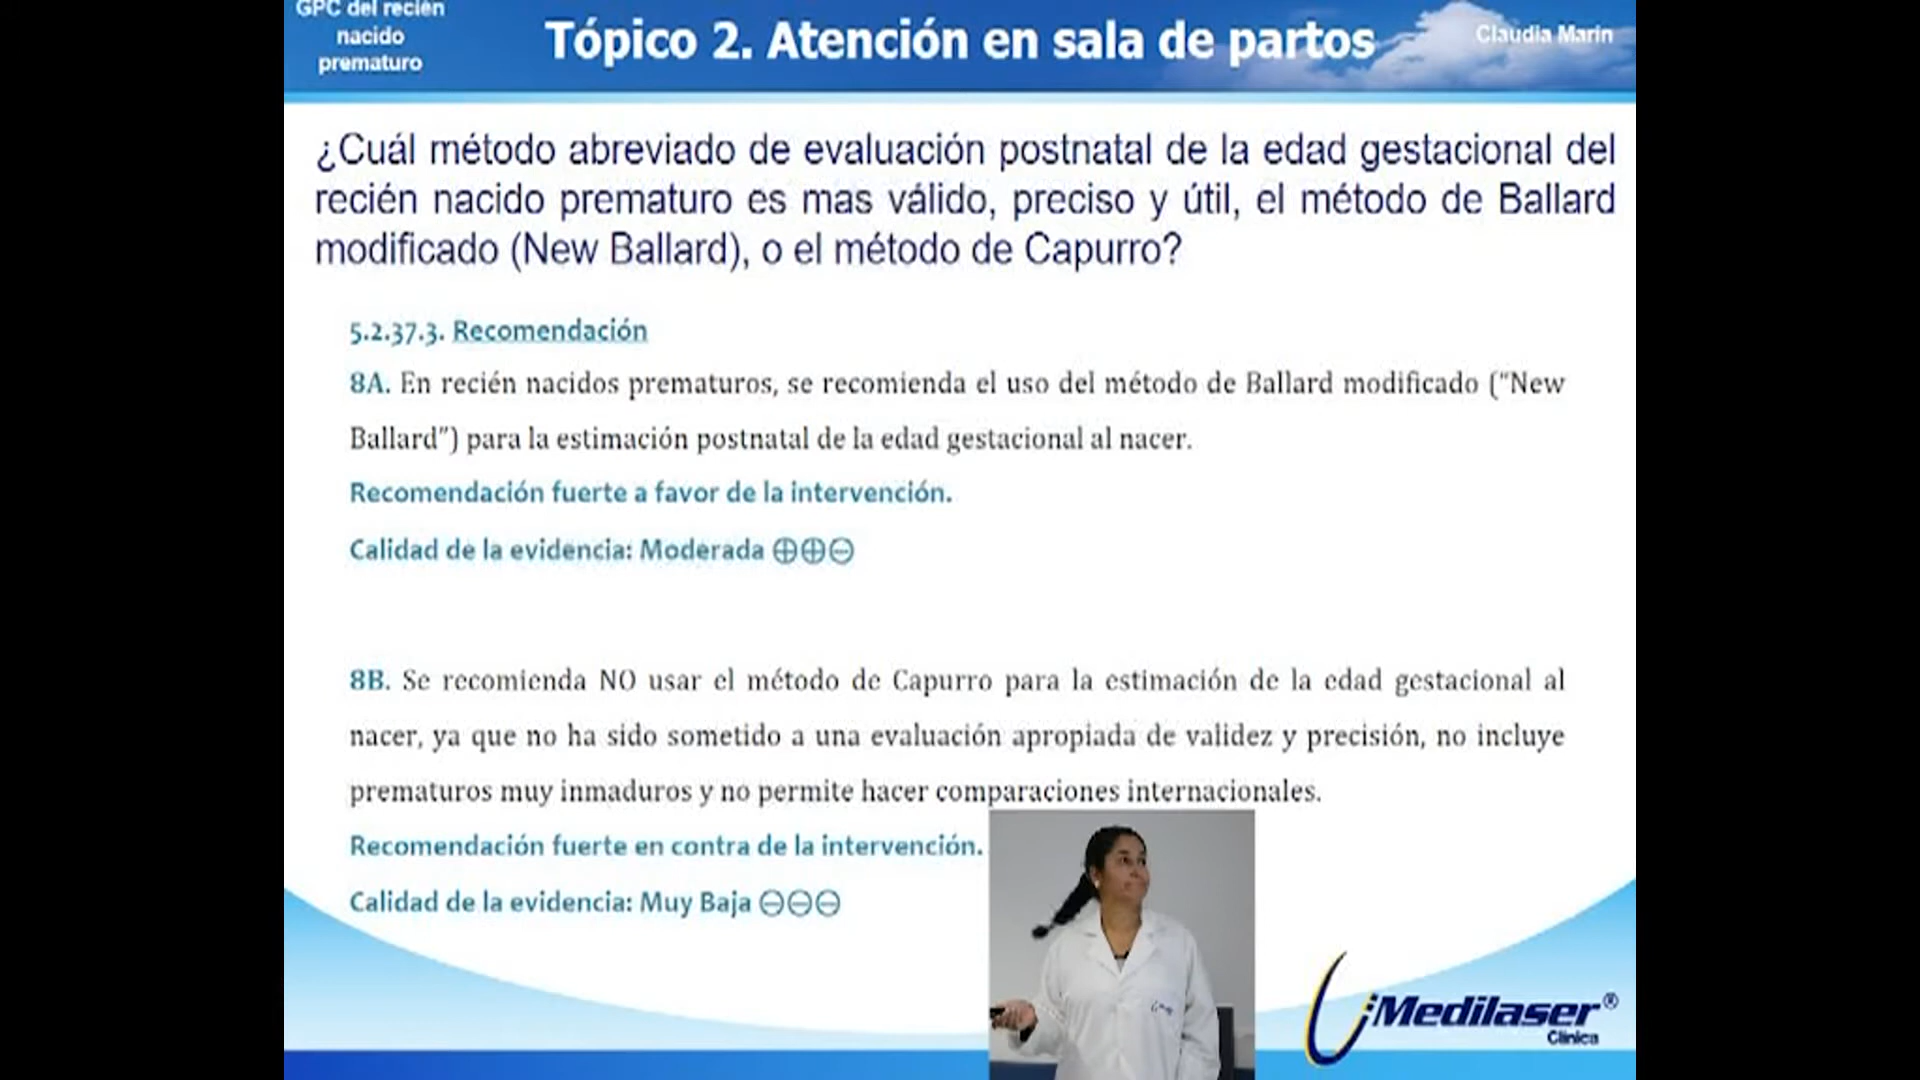 GPC del recién
nacido
prematuro
Tópico 2. Atención en sala de partos
Claudia Marin
¿Cuál método abreviado de evaluación postnatal de la edad gestacional del
recién nacido prematuro es mas válido, preciso y útil, el método de Ballard
modificado (New Ballard), o el método de Capurro?
5.2.37.3. Recomendación
8A. En recién nacidos prematuros, se recomienda el uso del método de Ballard modificado ("New
Ballard") para la estimación postnatal de la edad gestacional al nacer.
Recomendación fuerte a favor de la intervención.
Calidad de la evidencia: Moderada ⊕⊕⊖
8B. Se recomienda NO usar el método de Capurro para la estimación de la edad gestacional al
nacer, ya que no ha sido sometido a una evaluación apropiada de validez y precisión, no incluye
prematuros muy inmaduros y no permite hacer comparaciones internacionales.
Recomendación fuerte en contra de la intervención.
Calidad de la evidencia: Muy Baja ⊖⊖⊖
Medilaser®
Clínica